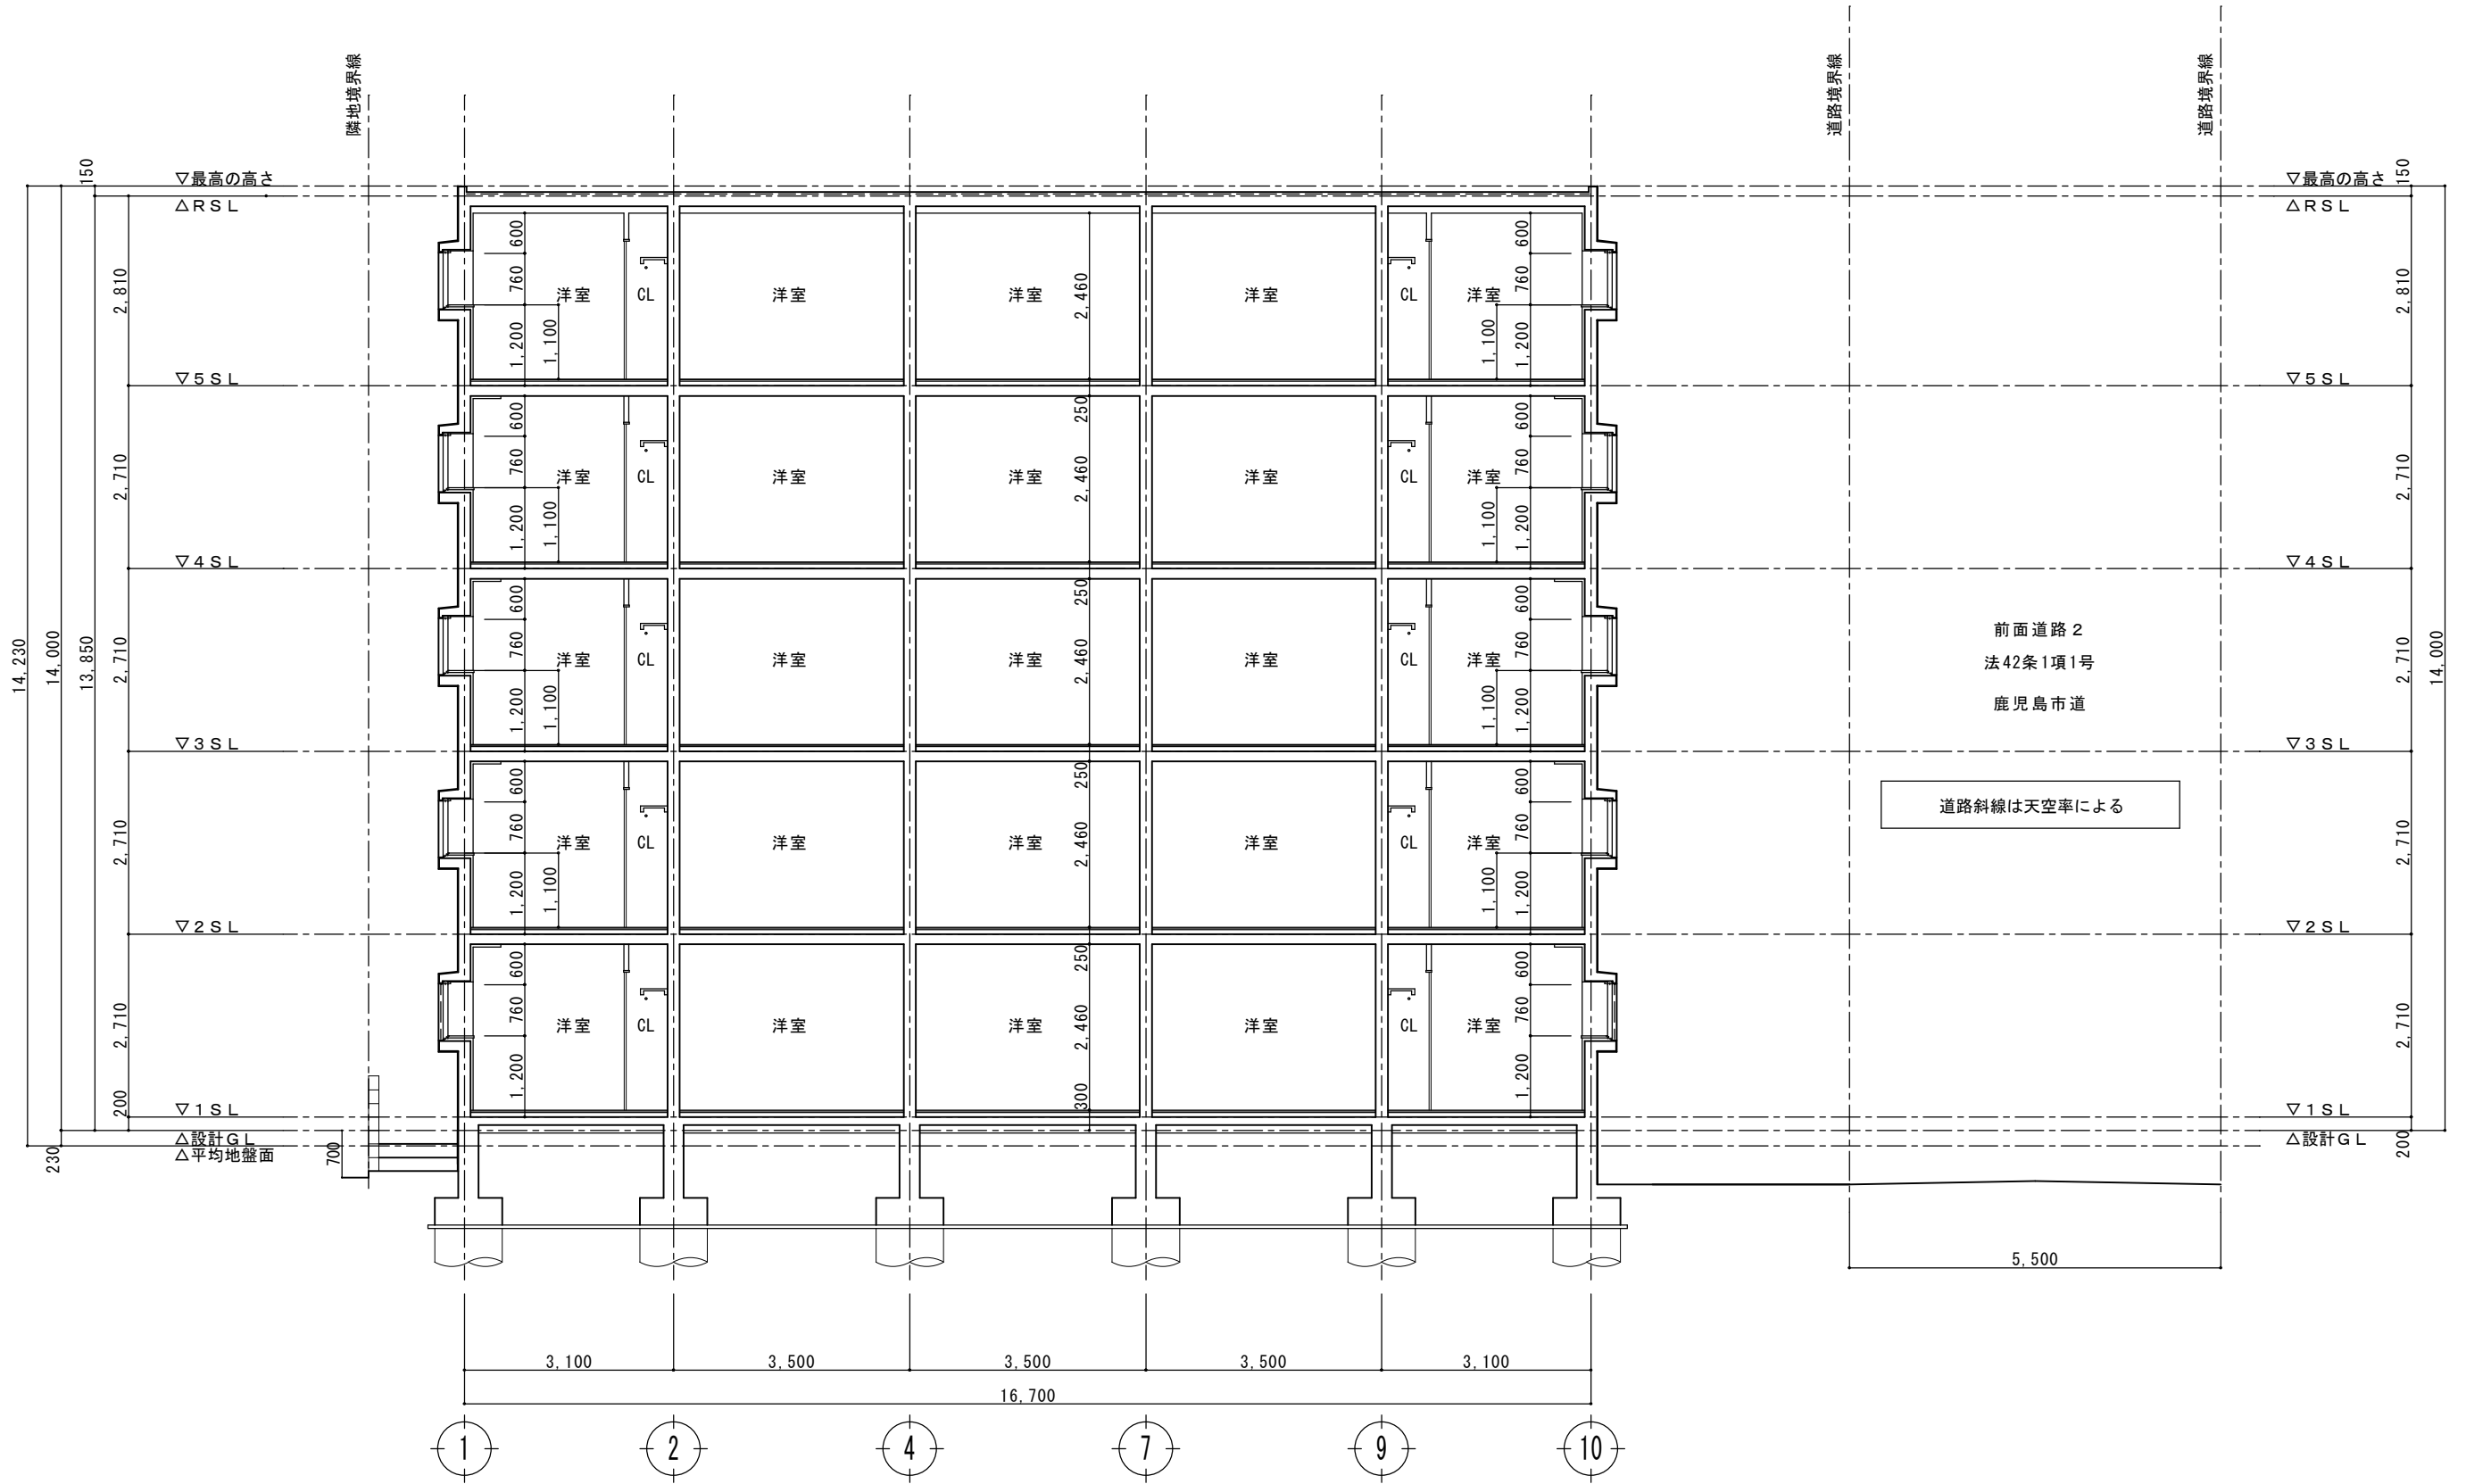 隣地境界線
道路境界線
道路境界線
150
▽最高の高さ
△RSL
▽最高の高さ
150
△RSL
600
760
2,810
洋室
CL
洋室
洋室
2,460
洋室
CL
洋室
600
760
2,810
1,200
1,100
1,100
1,200
▽5SL
▽5SL
600
250
600
760
2,710
洋室
CL
洋室
洋室
2,460
洋室
CL
洋室
760
2,710
1,200
1,100
1,100
1,200
▽4SL
▽4SL
600
250
600
14,230
14,000
13,850
2,710
760
洋室
CL
洋室
洋室
2,460
洋室
CL
洋室
760
前面道路2
法42条1項1号
鹿児島市道
2,710
14,000
1,200
1,100
1,100
1,200
▽3SL
▽3SL
600
250
600
760
2,710
洋室
CL
洋室
洋室
2,460
洋室
CL
洋室
760
道路斜線は天空率による
2,710
1,200
1,100
1,100
1,200
▽2SL
▽2SL
600
250
600
760
2,710
洋室
CL
洋室
洋室
2,460
洋室
CL
洋室
760
2,710
1,200
300
1,200
200
▽1SL
▽1SL
△設計GL
△設計GL
200
△平均地盤面
230
700
5,500
3,100
3,500
3,500
3,500
3,100
16,700
1
2
4
7
9
10